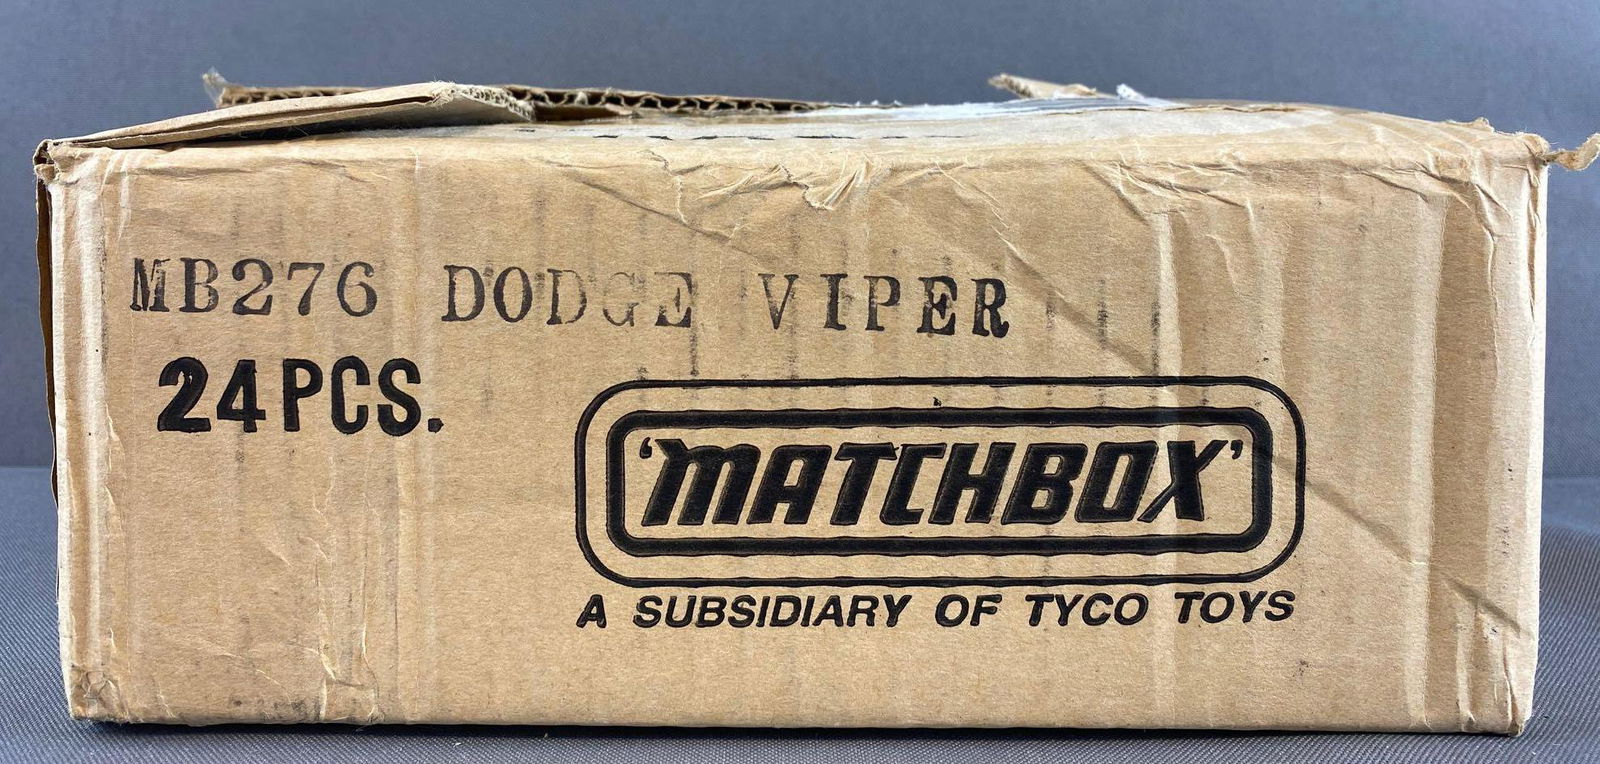 MB276 DODGE VIPER
24PCS.
'MATCHBOX'
A SUBSIDIARY OF TYCO TOYS